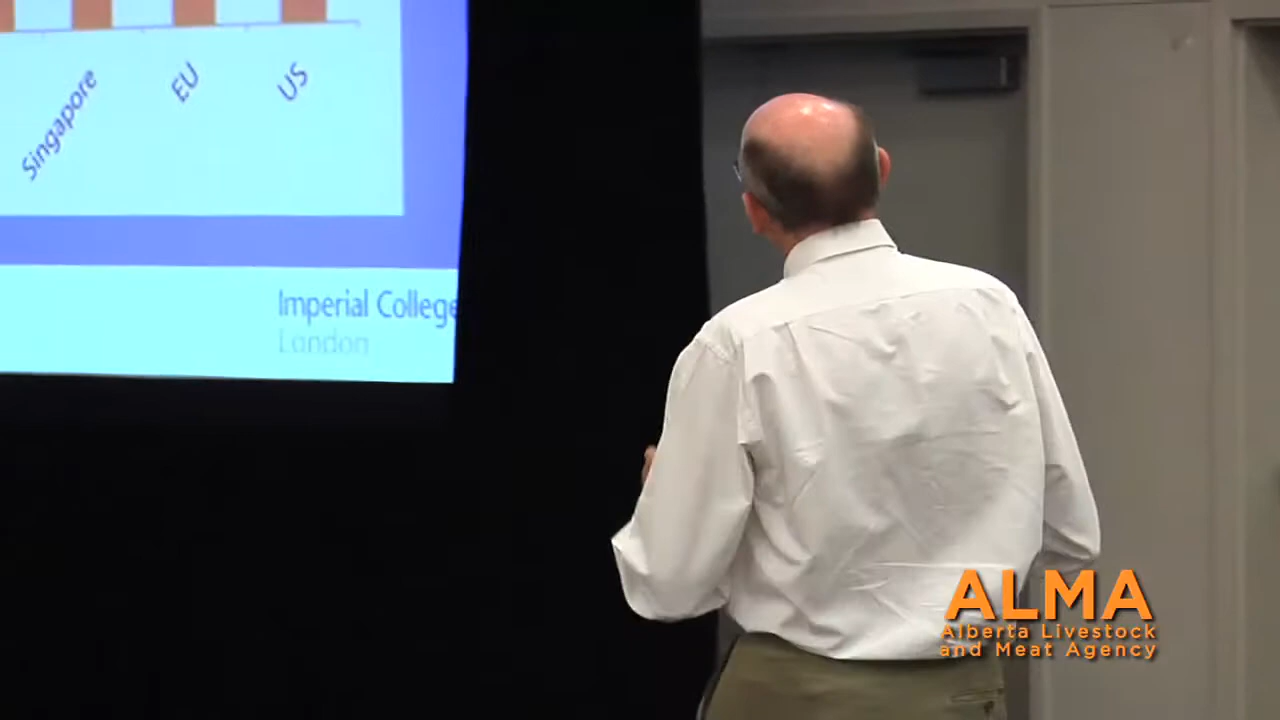 Singapore
EU
US
Imperial College
London
ALMA
Alberta Livestock
and Meat Agency